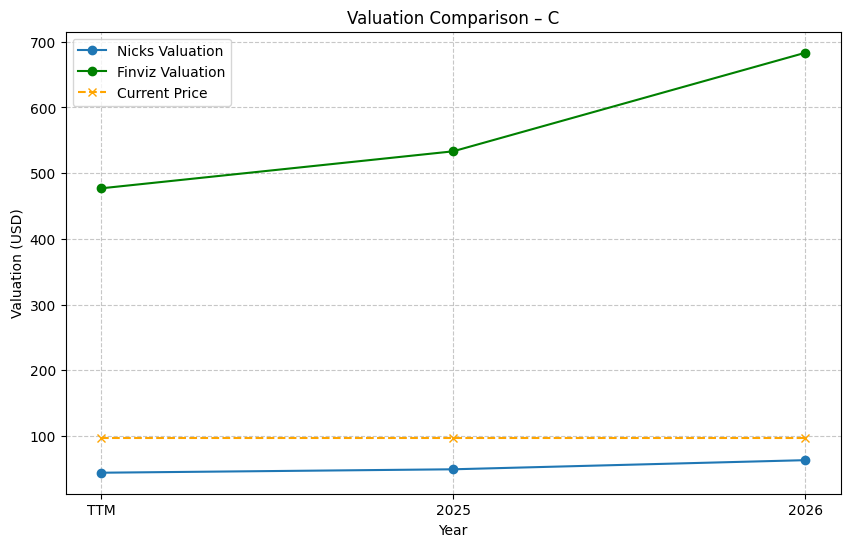 Valuation Comparison – C
Nicks Valuation
Finviz Valuation
Current Price
Valuation (USD)
700
600
500
400
300
200
100
TTM
2025
2026
Year